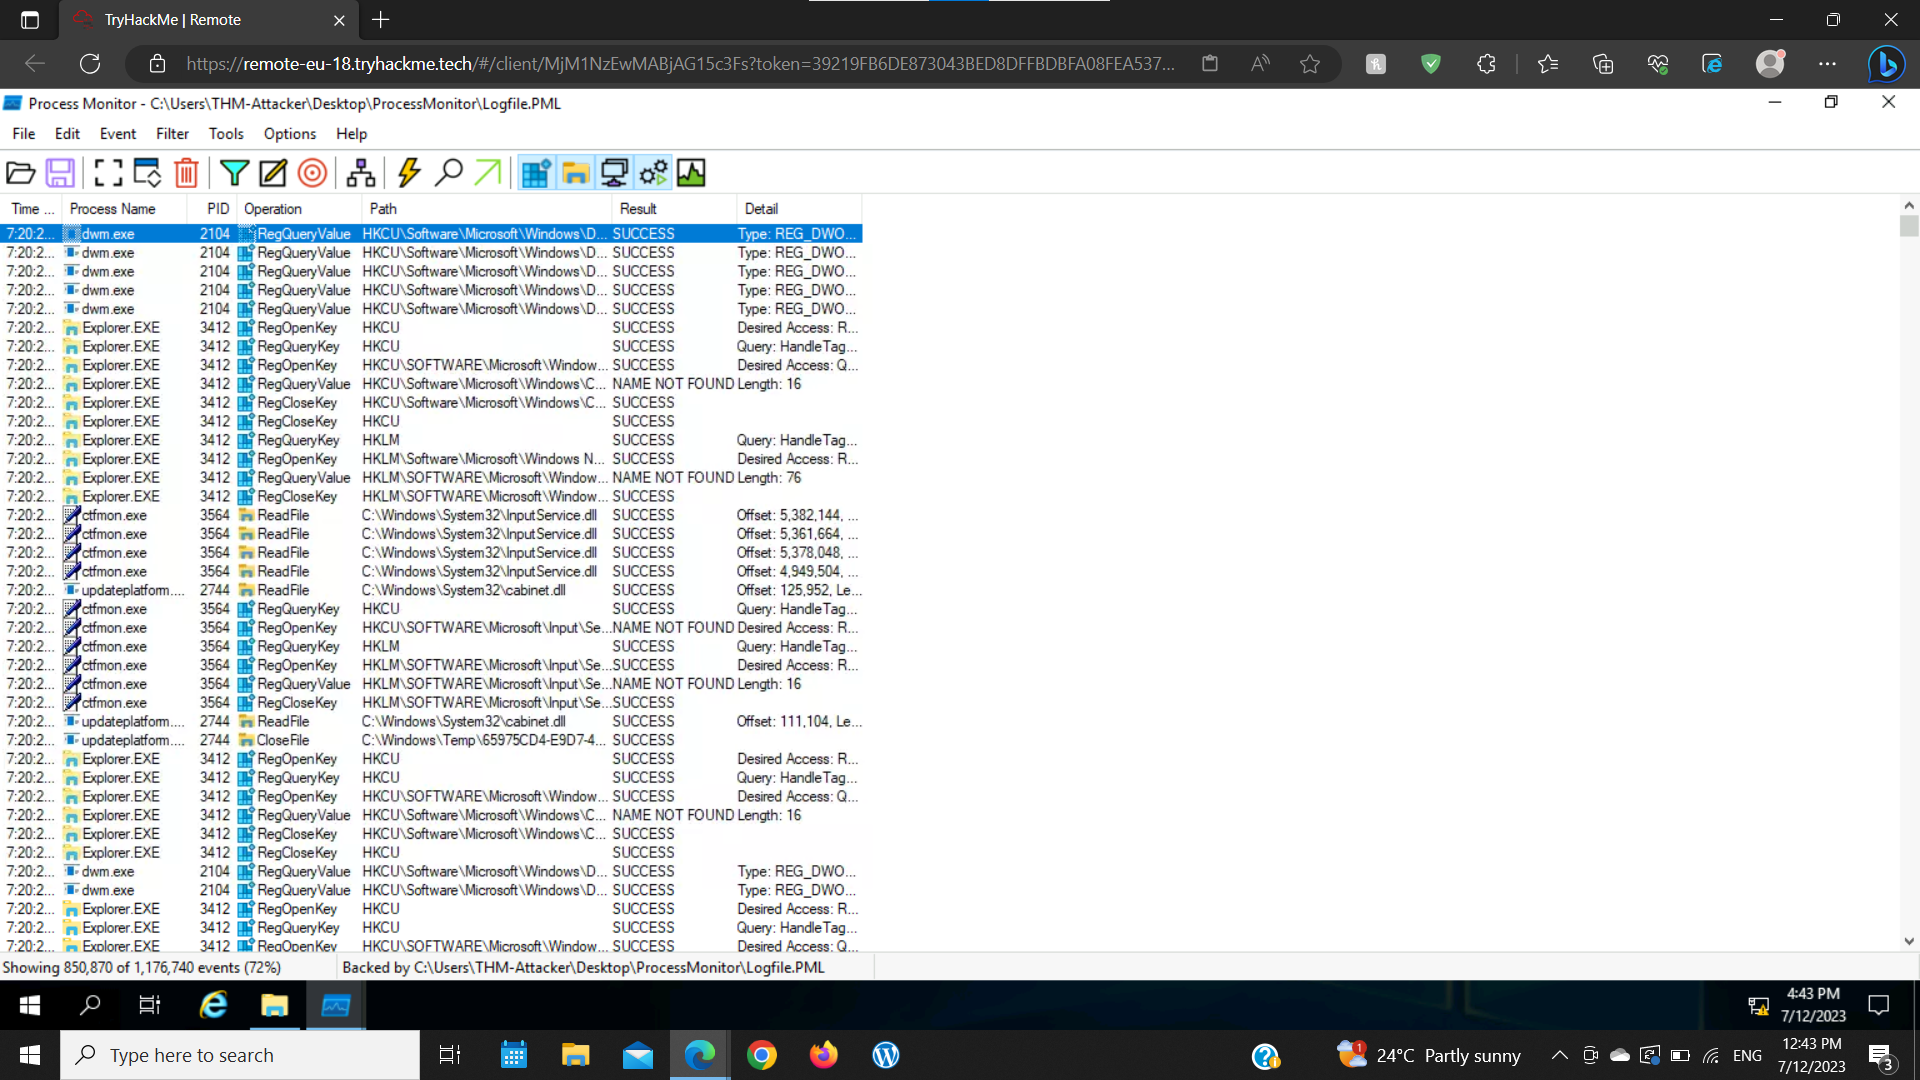 TryHackMe | Remote
https://remote-eu-18.tryhackme.tech/#/client/MjM1NzEwMABjAG15c3Fs?token=39219FB6DE873043BED8DFFBDBFA08FEA537...
Process Monitor - C:\Users\THM-Attacker\Desktop\ProcessMonitor\Logfile.PML
File Edit Event Filter Tools Options Help
Time ... Process Name PID Operation Path Result Detail
7:20:2... dwm.exe 2104 RegQueryValue HKCU\Software\Microsoft\Windows\D... SUCCESS Type: REG_DWO...
7:20:2... dwm.exe 2104 RegQueryValue HKCU\Software\Microsoft\Windows\D... SUCCESS Type: REG_DWO...
7:20:2... dwm.exe 2104 RegQueryValue HKCU\Software\Microsoft\Windows\D... SUCCESS Type: REG_DWO...
7:20:2... dwm.exe 2104 RegQueryValue HKCU\Software\Microsoft\Windows\D... SUCCESS Type: REG_DWO...
7:20:2... dwm.exe 2104 RegQueryValue HKCU\Software\Microsoft\Windows\D... SUCCESS Type: REG_DWO...
7:20:2... Explorer.EXE 3412 RegOpenKey HKCU SUCCESS Desired Access: R...
7:20:2... Explorer.EXE 3412 RegQueryKey HKCU SUCCESS Query: HandleTag...
7:20:2... Explorer.EXE 3412 RegOpenKey HKCU\SOFTWARE\Microsoft\Window... SUCCESS Desired Access: Q...
7:20:2... Explorer.EXE 3412 RegQueryValue HKCU\Software\Microsoft\Windows\C... NAME NOT FOUND Length: 16
7:20:2... Explorer.EXE 3412 RegCloseKey HKCU\Software\Microsoft\Windows\C... SUCCESS
7:20:2... Explorer.EXE 3412 RegCloseKey HKCU SUCCESS
7:20:2... Explorer.EXE 3412 RegQueryKey HKLM SUCCESS Query: HandleTag...
7:20:2... Explorer.EXE 3412 RegOpenKey HKLM\Software\Microsoft\Windows N... SUCCESS Desired Access: R...
7:20:2... Explorer.EXE 3412 RegQueryValue HKLM\SOFTWARE\Microsoft\Window... NAME NOT FOUND Length: 76
7:20:2... Explorer.EXE 3412 RegCloseKey HKLM\SOFTWARE\Microsoft\Window... SUCCESS
7:20:2... ctfmon.exe 3564 ReadFile C:\Windows\System32\InputService.dll SUCCESS Offset: 5,382,144, ...
7:20:2... ctfmon.exe 3564 ReadFile C:\Windows\System32\InputService.dll SUCCESS Offset: 5,361,664, ...
7:20:2... ctfmon.exe 3564 ReadFile C:\Windows\System32\InputService.dll SUCCESS Offset: 5,378,048, ...
7:20:2... ctfmon.exe 3564 ReadFile C:\Windows\System32\InputService.dll SUCCESS Offset: 4,949,504, ...
7:20:2... updateplatform.... 2744 ReadFile C:\Windows\System32\cabinet.dll SUCCESS Offset: 125,952, Le...
7:20:2... ctfmon.exe 3564 RegQueryKey HKCU SUCCESS Query: HandleTag...
7:20:2... ctfmon.exe 3564 RegOpenKey HKCU\SOFTWARE\Microsoft\Input\Se... NAME NOT FOUND Desired Access: R...
7:20:2... ctfmon.exe 3564 RegQueryKey HKLM SUCCESS Query: HandleTag...
7:20:2... ctfmon.exe 3564 RegOpenKey HKLM\SOFTWARE\Microsoft\Input\Se... SUCCESS Desired Access: R...
7:20:2... ctfmon.exe 3564 RegQueryValue HKLM\SOFTWARE\Microsoft\Input\Se... NAME NOT FOUND Length: 16
7:20:2... ctfmon.exe 3564 RegCloseKey HKLM\SOFTWARE\Microsoft\Input\Se... SUCCESS
7:20:2... updateplatform.... 2744 ReadFile C:\Windows\System32\cabinet.dll SUCCESS Offset: 111,104, Le...
7:20:2... updateplatform.... 2744 CloseFile C:\Windows\Temp\65975CD4-E9D7-4... SUCCESS
7:20:2... Explorer.EXE 3412 RegOpenKey HKCU SUCCESS Desired Access: R...
7:20:2... Explorer.EXE 3412 RegQueryKey HKCU SUCCESS Query: HandleTag...
7:20:2... Explorer.EXE 3412 RegOpenKey HKCU\SOFTWARE\Microsoft\Window... SUCCESS Desired Access: Q...
7:20:2... Explorer.EXE 3412 RegQueryValue HKCU\Software\Microsoft\Windows\C... NAME NOT FOUND Length: 16
7:20:2... Explorer.EXE 3412 RegCloseKey HKCU\Software\Microsoft\Windows\C... SUCCESS
7:20:2... Explorer.EXE 3412 RegCloseKey HKCU SUCCESS
7:20:2... dwm.exe 2104 RegQueryValue HKCU\Software\Microsoft\Windows\D... SUCCESS Type: REG_DWO...
7:20:2... dwm.exe 2104 RegQueryValue HKCU\Software\Microsoft\Windows\D... SUCCESS Type: REG_DWO...
7:20:2... Explorer.EXE 3412 RegOpenKey HKCU SUCCESS Desired Access: R...
7:20:2... Explorer.EXE 3412 RegQueryKey HKCU SUCCESS Query: HandleTag...
7:20:2... Explorer.EXE 3412 RegOpenKey HKCU\SOFTWARE\Microsoft\Window... SUCCESS Desired Access: Q...
Showing 850,870 of 1,176,740 events (72%) Backed by C:\Users\THM-Attacker\Desktop\ProcessMonitor\Logfile.PML
4:43 PM
7/12/2023
Type here to search
1
24°C Partly sunny
ENG
12:43 PM
7/12/2023
3